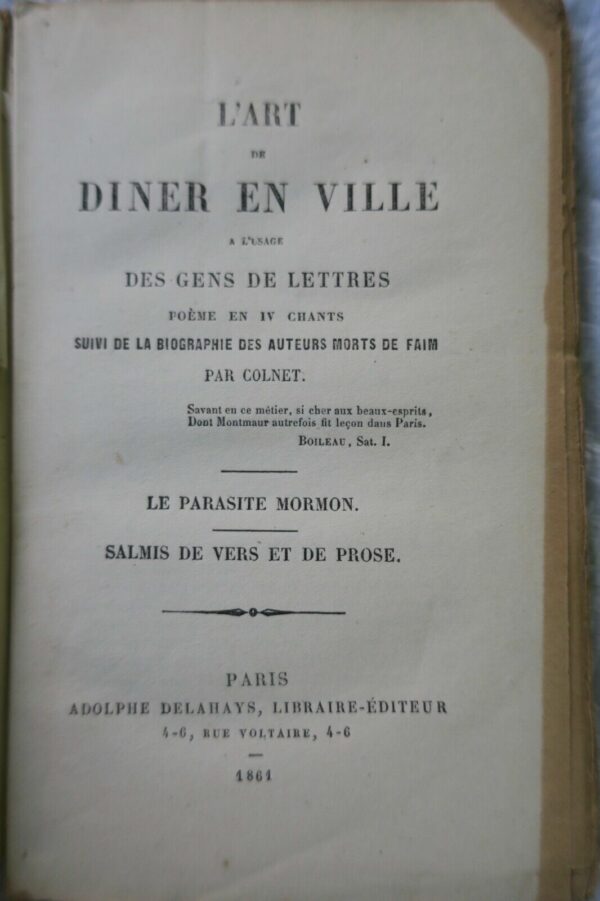 L'ART
DE
DINER EN VILLE
A L'USAGE
DES GENS DE LETTRES
POÈME EN IV CHANTS
SUIVI DE LA BIOGRAPHIE DES AUTEURS MORTS DE FAIM
PAR COLNET.
Savant en ce métier, si cher aux beaux-esprits,
Dont Montmaur autrefois fit leçon dans Paris.
BOILEAU, Sat. I.
LE PARASITE MORMON.
SALMIS DE VERS ET DE PROSE.
PARIS
ADOLPHE DELAHAYS, LIBRAIRE-ÉDITEUR
4-6, RUE VOLTAIRE, 4-6
1861